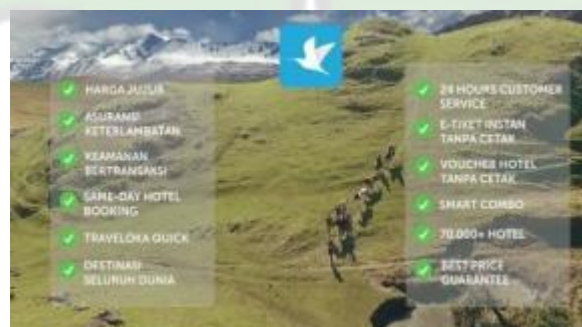 HARGA JUJUR
ASURANSI
KETERLAMBATAN
KEAMANAN
BERTRANSAKSI
SAME-DAY HOTEL
BOOKING
TRAVELOKA QUICK
DESTINASI
SELURUH DUNIA
24 HOURS CUSTOMER
SERVICE
E-TIKET INSTAN
TANPA CETAK
VOUCHER HOTEL
TANPA CETAK
SMART COMBO
70.000+ HOTEL
BEST PRICE
GUARANTEE